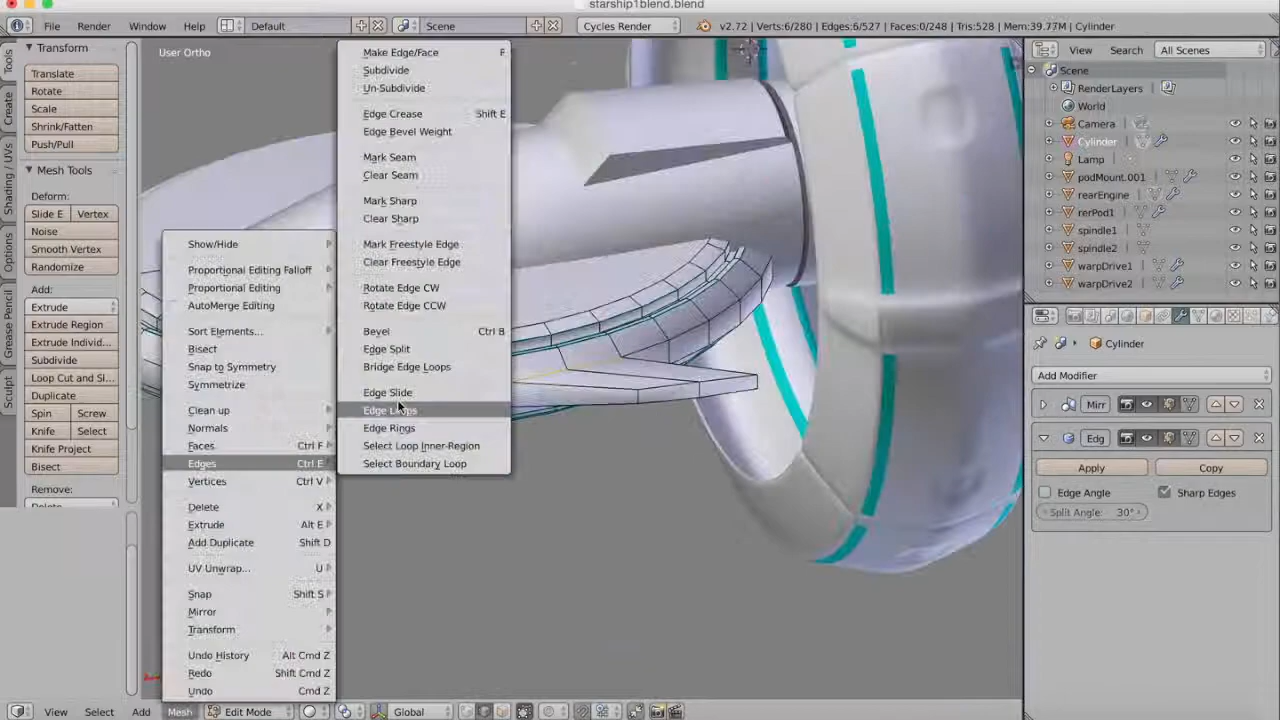 starship1blend.blend
File Render Window Help Default Scene Cycles Render v2.72 | Verts:6/280 | Edges:6/527 | Faces:0/248 | Tris:528 | Mem:39.77M | Cylinder
Tools
Create
Shading / UVs
Options
Grease Pencil
Sculpt
Transform
Translate
Rotate
Scale
Shrink/Fatten
Push/Pull
Mesh Tools
Deform:
Slide E Vertex
Noise
Smooth Vertex
Randomize
Add:
Extrude
Extrude Region
Extrude Individ...
Subdivide
Loop Cut and Sl...
Duplicate
Spin Screw
Knife Select
Knife Project
Bisect
Remove:
User Ortho
Show/Hide
Proportional Editing Falloff
Proportional Editing
AutoMerge Editing
Sort Elements...
Bisect
Snap to Symmetry
Symmetrize
Clean up
Normals
Faces Ctrl F
Edges Ctrl E
Vertices Ctrl V
Delete X
Extrude Alt E
Add Duplicate Shift D
UV Unwrap... U
Snap Shift S
Mirror
Transform
Undo History Alt Cmd Z
Redo Shift Cmd Z
Undo Cmd Z
Make Edge/Face F
Subdivide
Un-Subdivide
Edge Crease Shift E
Edge Bevel Weight
Mark Seam
Clear Seam
Mark Sharp
Clear Sharp
Mark Freestyle Edge
Clear Freestyle Edge
Rotate Edge CW
Rotate Edge CCW
Bevel Ctrl B
Edge Split
Bridge Edge Loops
Edge Slide
Edge Loops
Edge Rings
Select Loop Inner-Region
Select Boundary Loop
View Search All Scenes
Scene
RenderLayers
World
Camera
Cylinder
Lamp
podMount.001
rearEngine
rerPod1
spindle1
spindle2
warpDrive1
warpDrive2
Cylinder
Add Modifier
Mirr
Edg
Apply Copy
Edge Angle Sharp Edges
Split Angle: 30°
View Select Add Mesh Edit Mode Global